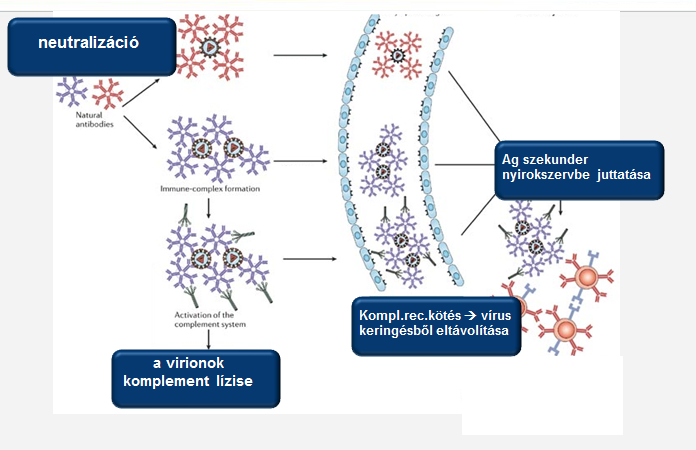 neutralizáció
Natural
antibodies
Immune-complex formation
Activation of the
complement system
a virionok
komplement lízise
Ag szekunder
nyirokszervbe juttatása
Kompl.rec.kötés → vírus
keringésből eltávolítása